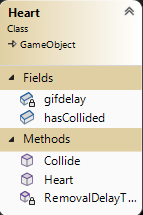 Heart
Class
GameObject
Fields
gifdelay
hasCollided
Methods
Collide
Heart
RemovalDelayT...